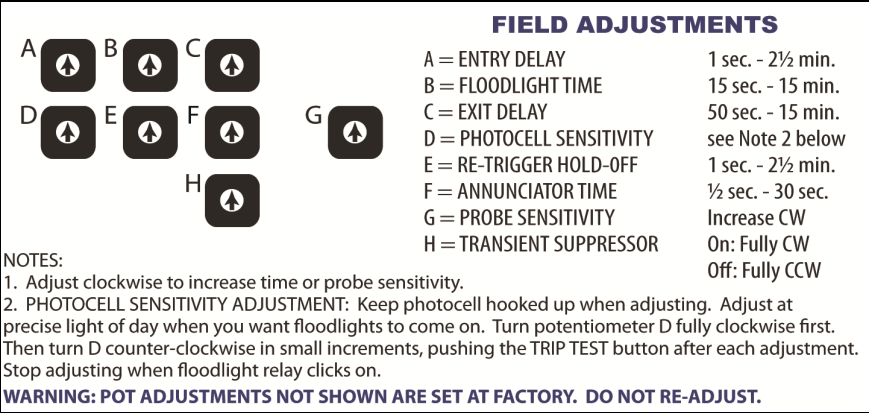 FIELD ADJUSTMENTS
A B C
D E F G
H
A = ENTRY DELAY 1 sec. - 2½ min.
B = FLOODLIGHT TIME 15 sec. - 15 min.
C = EXIT DELAY 50 sec. - 15 min.
D = PHOTOCELL SENSITIVITY see Note 2 below
E = RE-TRIGGER HOLD-OFF 1 sec. - 2½ min.
F = ANNUNCIATOR TIME ½ sec. - 30 sec.
G = PROBE SENSITIVITY Increase CW
H = TRANSIENT SUPPRESSOR On: Fully CW
Off: Fully CCW
NOTES:
1. Adjust clockwise to increase time or probe sensitivity.
2. PHOTOCELL SENSITIVITY ADJUSTMENT: Keep photocell hooked up when adjusting. Adjust at
precise light of day when you want floodlights to come on. Turn potentiometer D fully clockwise first.
Then turn D counter-clockwise in small increments, pushing the TRIP TEST button after each adjustment.
Stop adjusting when floodlight relay clicks on.
WARNING: POT ADJUSTMENTS NOT SHOWN ARE SET AT FACTORY. DO NOT RE-ADJUST.